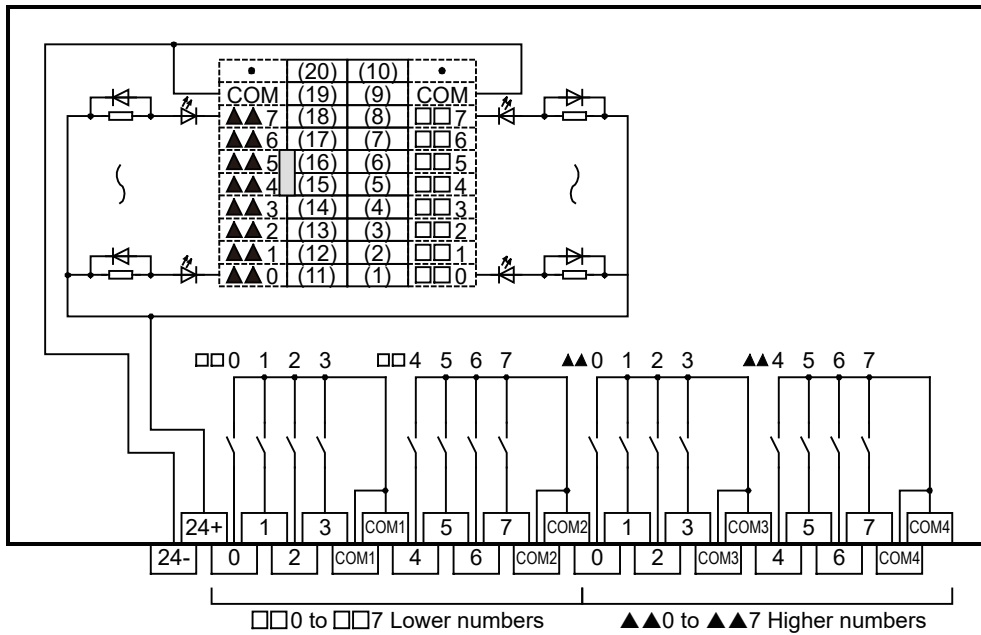 • (20) (10) •
COM (19) (9) COM
▲▲7 (18) (8) □□7
▲▲6 (17) (7) □□6
▲▲5 (16) (6) □□5
▲▲4 (15) (5) □□4
▲▲3 (14) (4) □□3
▲▲2 (13) (3) □□2
▲▲1 (12) (2) □□1
▲▲0 (11) (1) □□0
□□0 1 2 3 □□4 5 6 7 ▲▲0 1 2 3 ▲▲4 5 6 7
24+ 1 3 COM1 5 7 COM2 1 3 COM3 5 7 COM4
24- 0 2 COM1 4 6 COM2 0 2 COM3 4 6 COM4
□□0 to □□7 Lower numbers ▲▲0 to ▲▲7 Higher numbers